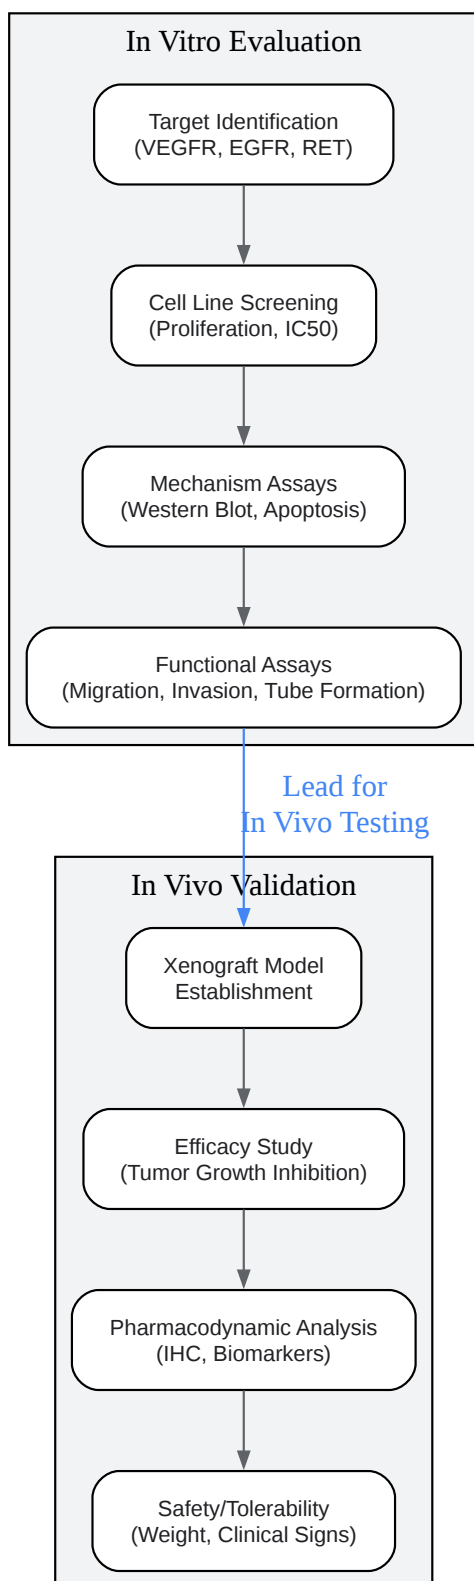 In Vitro Evaluation
Target Identification
(VEGFR, EGFR, RET)
Cell Line Screening
(Proliferation, IC50)
Mechanism Assays
(Western Blot, Apoptosis)
Functional Assays
(Migration, Invasion, Tube Formation)
Lead for
In Vivo Testing
In Vivo Validation
Xenograft Model
Establishment
Efficacy Study
(Tumor Growth Inhibition)
Pharmacodynamic Analysis
(IHC, Biomarkers)
Safety/Tolerability
(Weight, Clinical Signs)